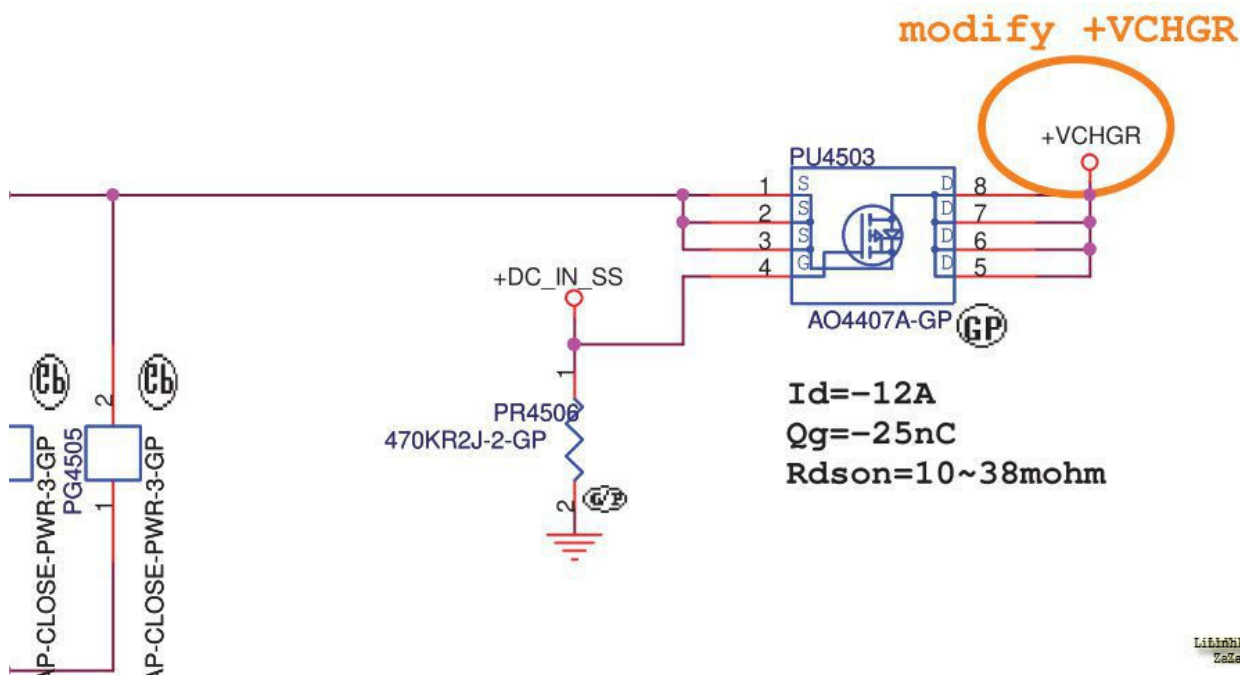 modify +VCHGR
+VCHGR
PU4503
1 S D 8
2 S D 7
3 S D 6
4 G D 5
+DC_IN_SS
AO4407A-GP
GP
1
PR4506
470KR2J-2-GP
2
G/P
Id=-12A
Qg=-25nC
Rdson=10~38mohm
2
PG4505
1
AP-CLOSE-PWR-3-GP
AP-CLOSE-PWR-3-GP